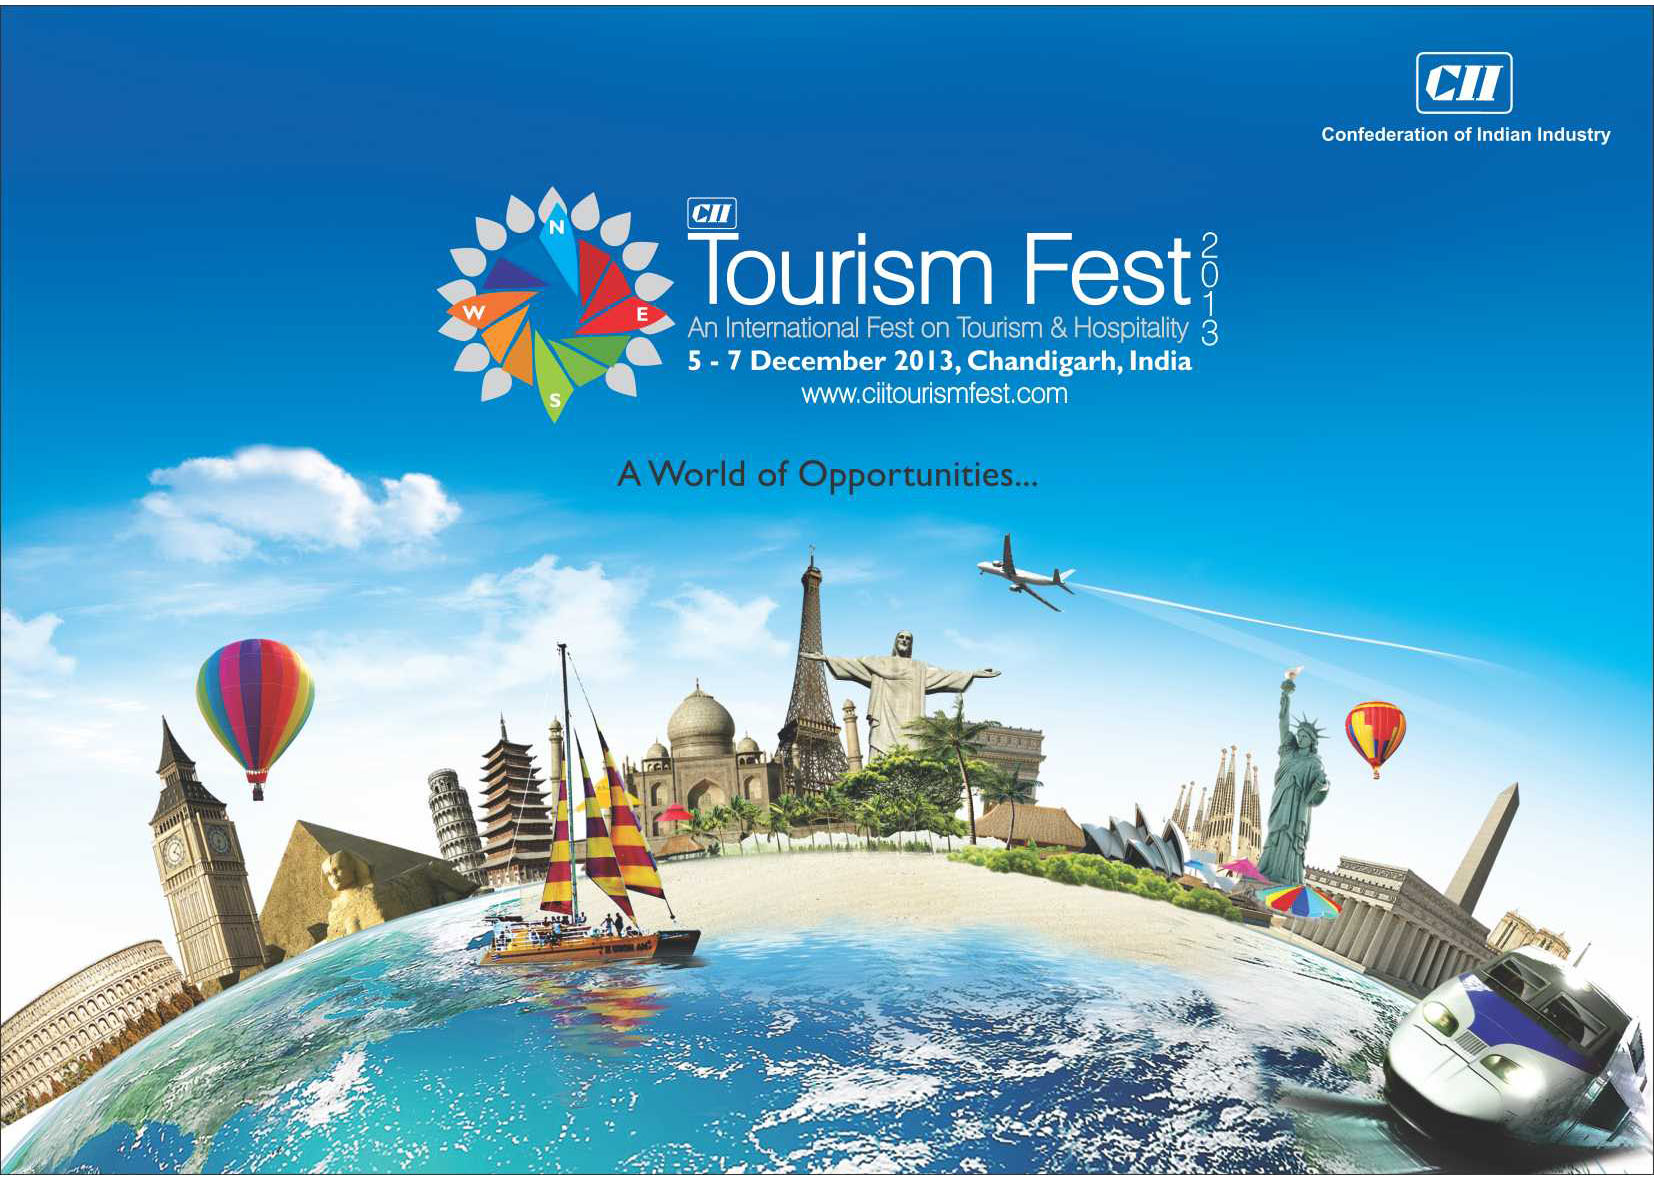 CII
Confederation of Indian Industry
CII
Tourism Fest 2013
An International Fest on Tourism & Hospitality
5 - 7 December 2013, Chandigarh, India
www.ciitourismfest.com
N
W
E
S
A World of Opportunities...